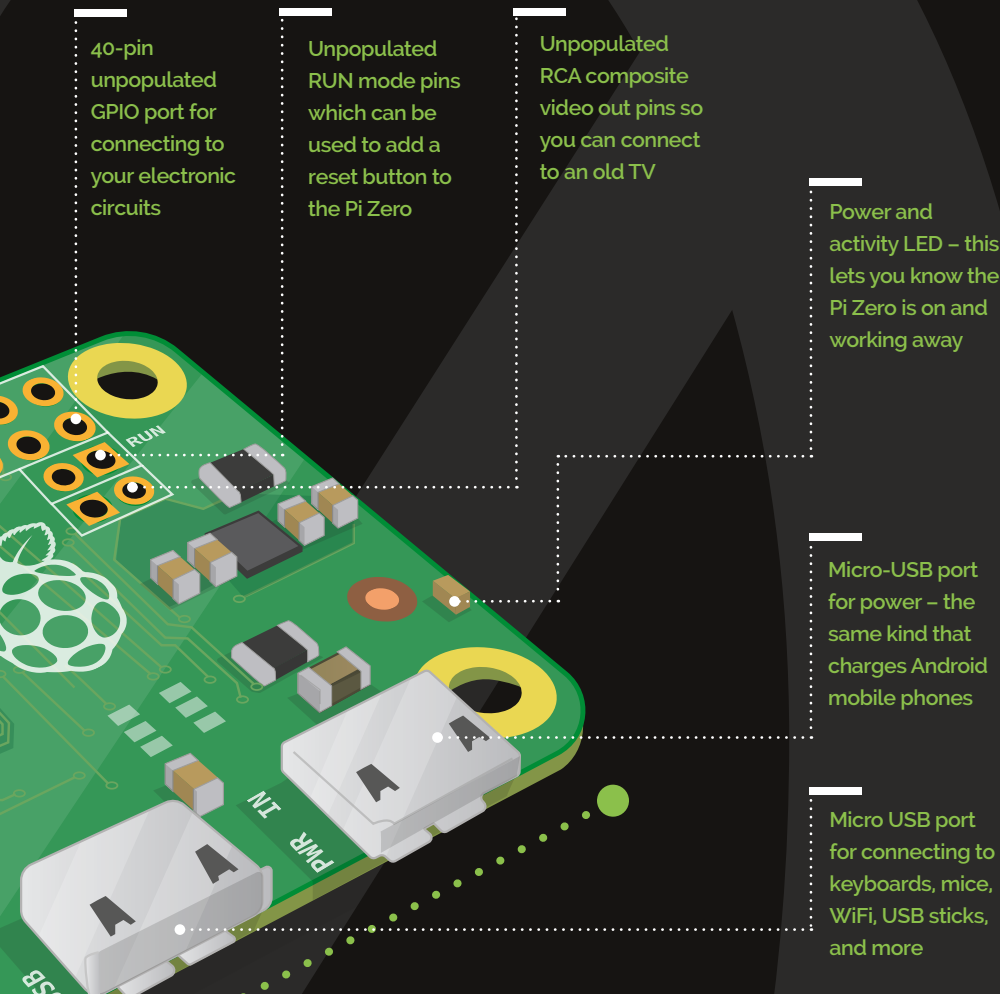 40-pin
unpopulated
GPIO port for
connecting to
your electronic
circuits
Unpopulated
RUN mode pins
which can be
used to add a
reset button to
the Pi Zero
Unpopulated
RCA composite
video out pins so
you can connect
to an old TV
Power and
activity LED – this
lets you know the
Pi Zero is on and
working away
Micro-USB port
for power – the
same kind that
charges Android
mobile phones
Micro USB port
for connecting to
keyboards, mice,
WiFi, USB sticks,
and more
RUN
PWR IN
USB